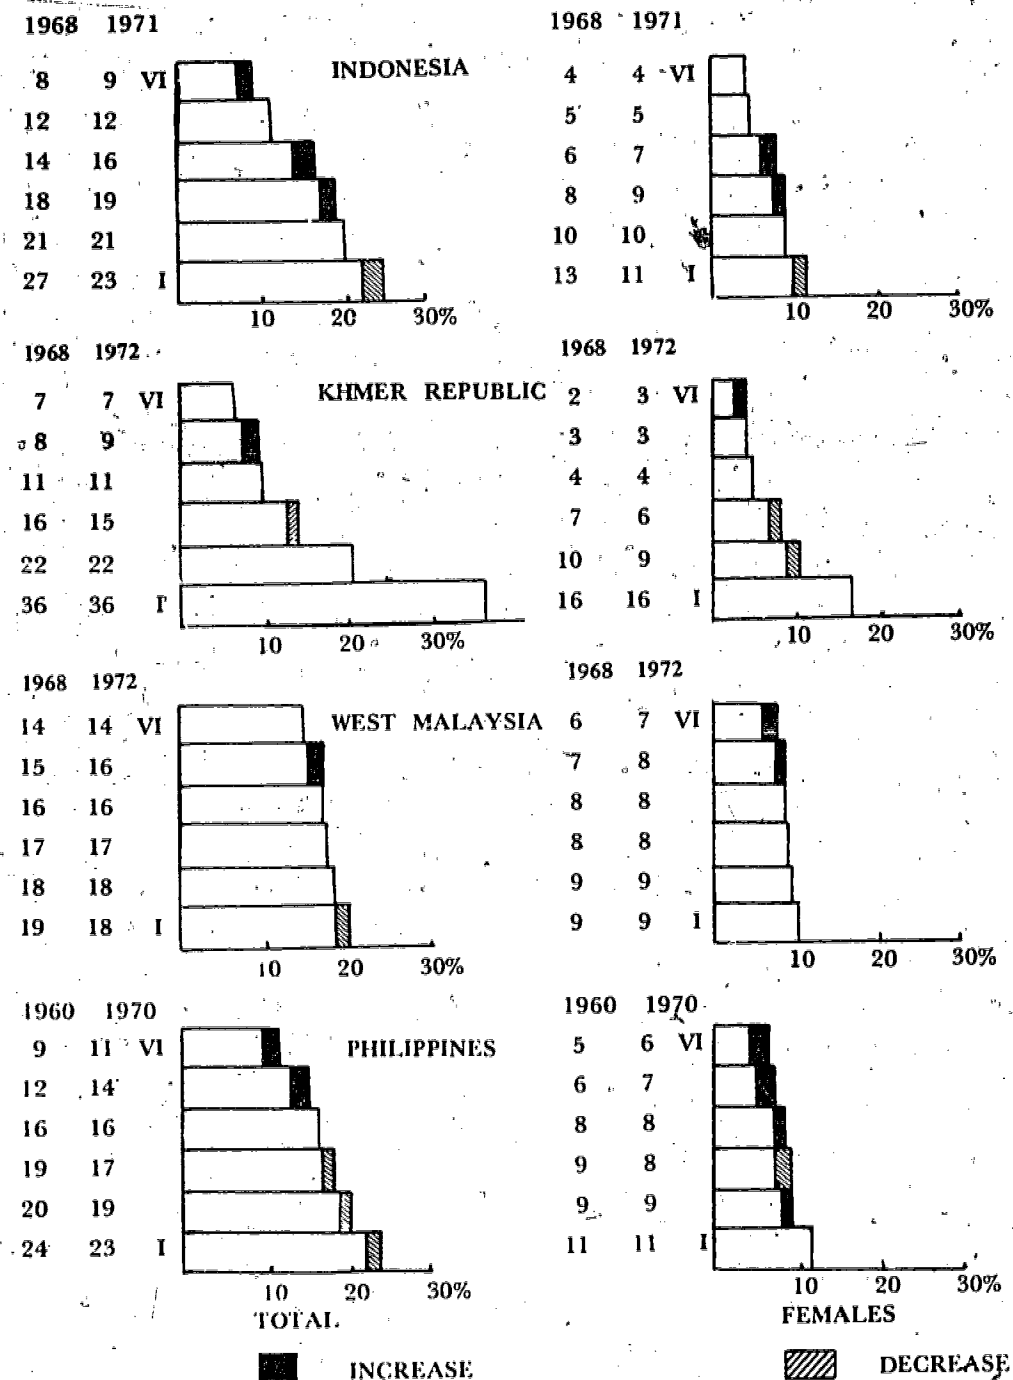 1968 1971 1968 1971
8 9 VI INDONESIA 4 4 VI
12 12 5 5
14 16 6 7
18 19 8 9
21 21 10 10
27 23 I 13 11 I
10 20 30% 10 20 30%
1968 1972 1968 1972
7 7 VI KHMER REPUBLIC 2 3 VI
8 9 3 3
11 11 4 4
16 15 7 6
22 22 10 9
36 36 I 16 16 I
10 20 30% 10 20 30%
1968 1972 1968 1972
14 14 VI WEST MALAYSIA 6 7 VI
15 16 7 8
16 16 8 8
17 17 8 8
18 18 9 9
19 18 I 9 9 I
10 20 30% 10 20 30%
1960 1970 1960 1970
9 11 VI PHILIPPINES 5 6 VI
12 14 6 7
16 16 8 8
19 17 9 8
20 19 9 9
24 23 I 11 11 I
10 20 30% 10 20 30%
TOTAL FEMALES
INCREASE DECREASE